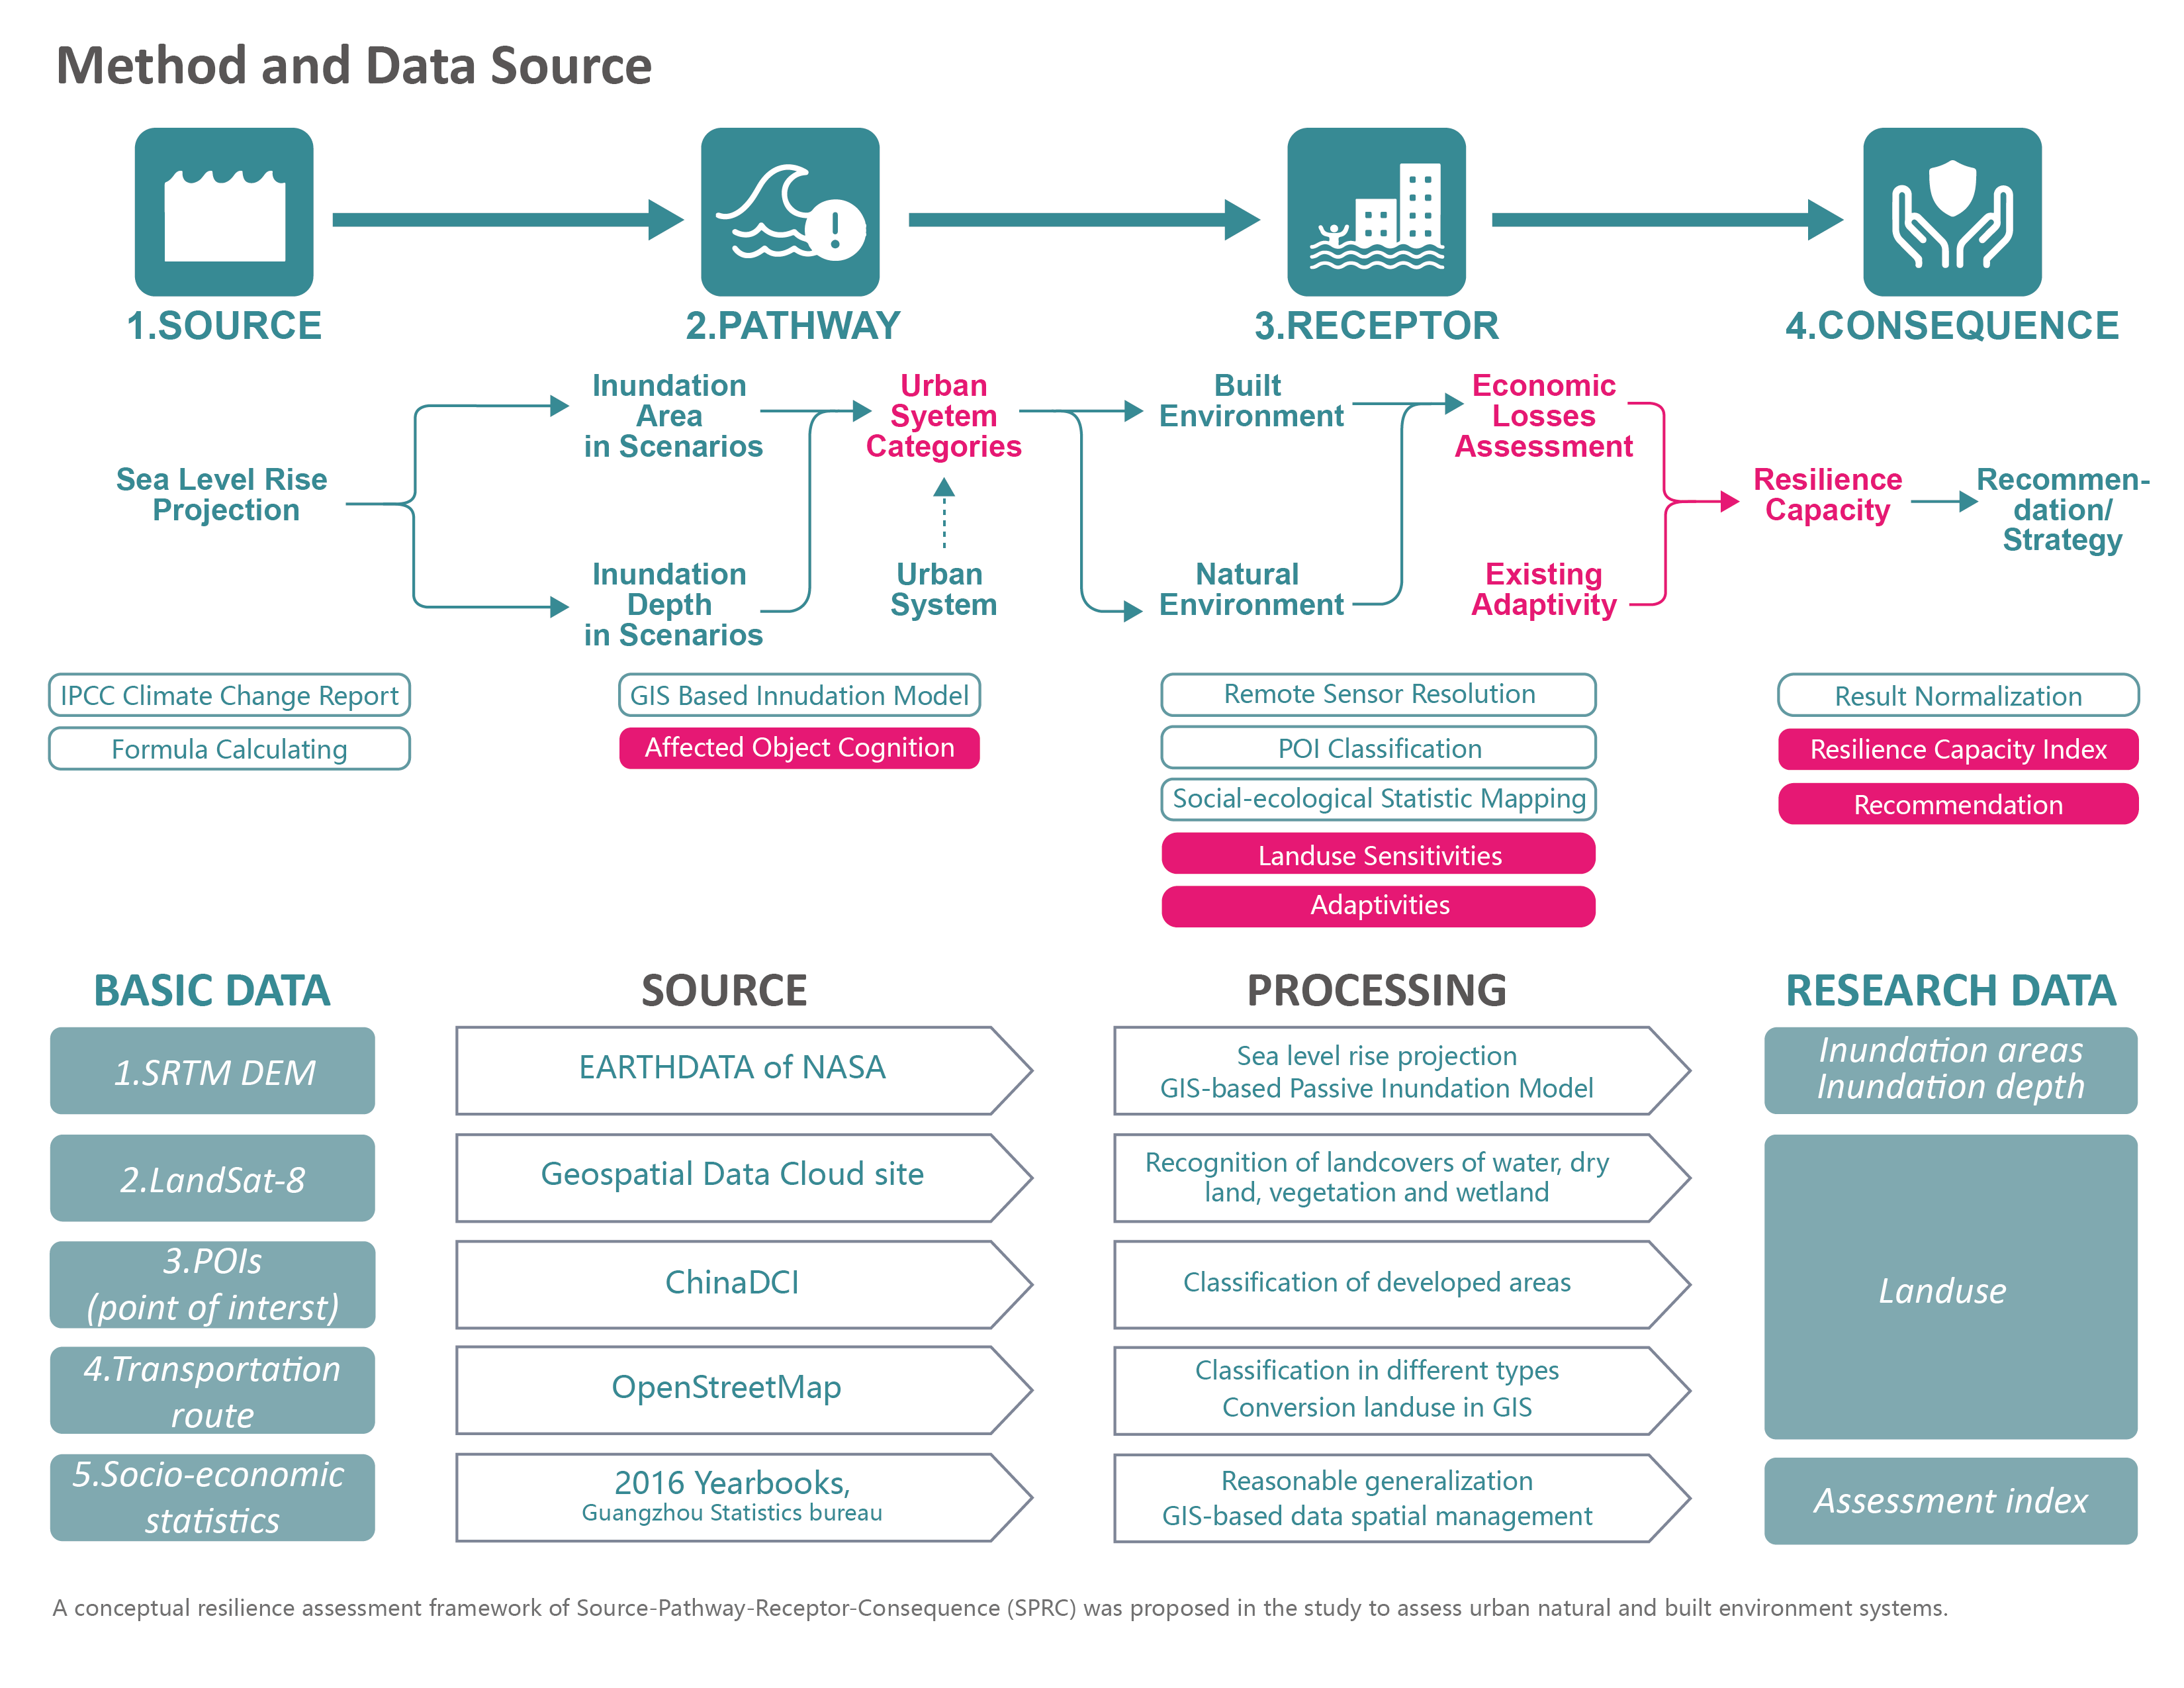 Method and Data Source
1.SOURCE
2.PATHWAY
3.RECEPTOR
4.CONSEQUENCE
Sea Level Rise
Projection
Inundation
Area
in Scenarios
Inundation
Depth
in Scenarios
Urban
Syetem
Categories
Urban
System
Built
Environment
Natural
Environment
Economic
Losses
Assessment
Existing
Adaptivity
Resilience
Capacity
Recommen-
dation/
Strategy
IPCC Climate Change Report
Formula Calculating
GIS Based Innudation Model
Affected Object Cognition
Remote Sensor Resolution
POI Classification
Social-ecological Statistic Mapping
Landuse Sensitivities
Adaptivities
Result Normalization
Resilience Capacity Index
Recommendation
BASIC DATA
SOURCE
PROCESSING
RESEARCH DATA
1.SRTM DEM
EARTHDATA of NASA
Sea level rise projection
GIS-based Passive Inundation Model
Inundation areas
Inundation depth
2.LandSat-8
Geospatial Data Cloud site
Recognition of landcovers of water, dry
land, vegetation and wetland
3.POIs
(point of interst)
ChinaDCI
Classification of developed areas
Landuse
4.Transportation
route
OpenStreetMap
Classification in different types
Conversion landuse in GIS
5.Socio-economic
statistics
2016 Yearbooks,
Guangzhou Statistics bureau
Reasonable generalization
GIS-based data spatial management
Assessment index
A conceptual resilience assessment framework of Source-Pathway-Receptor-Consequence (SPRC) was proposed in the study to assess urban natural and built environment systems.